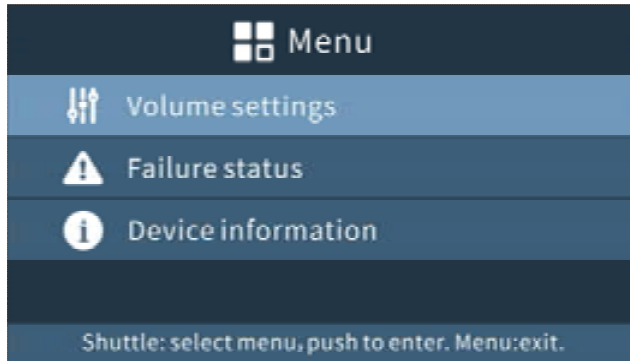 Menu
Volume settings
Failure status
Device information
Shuttle: select menu, push to enter. Menu:exit.